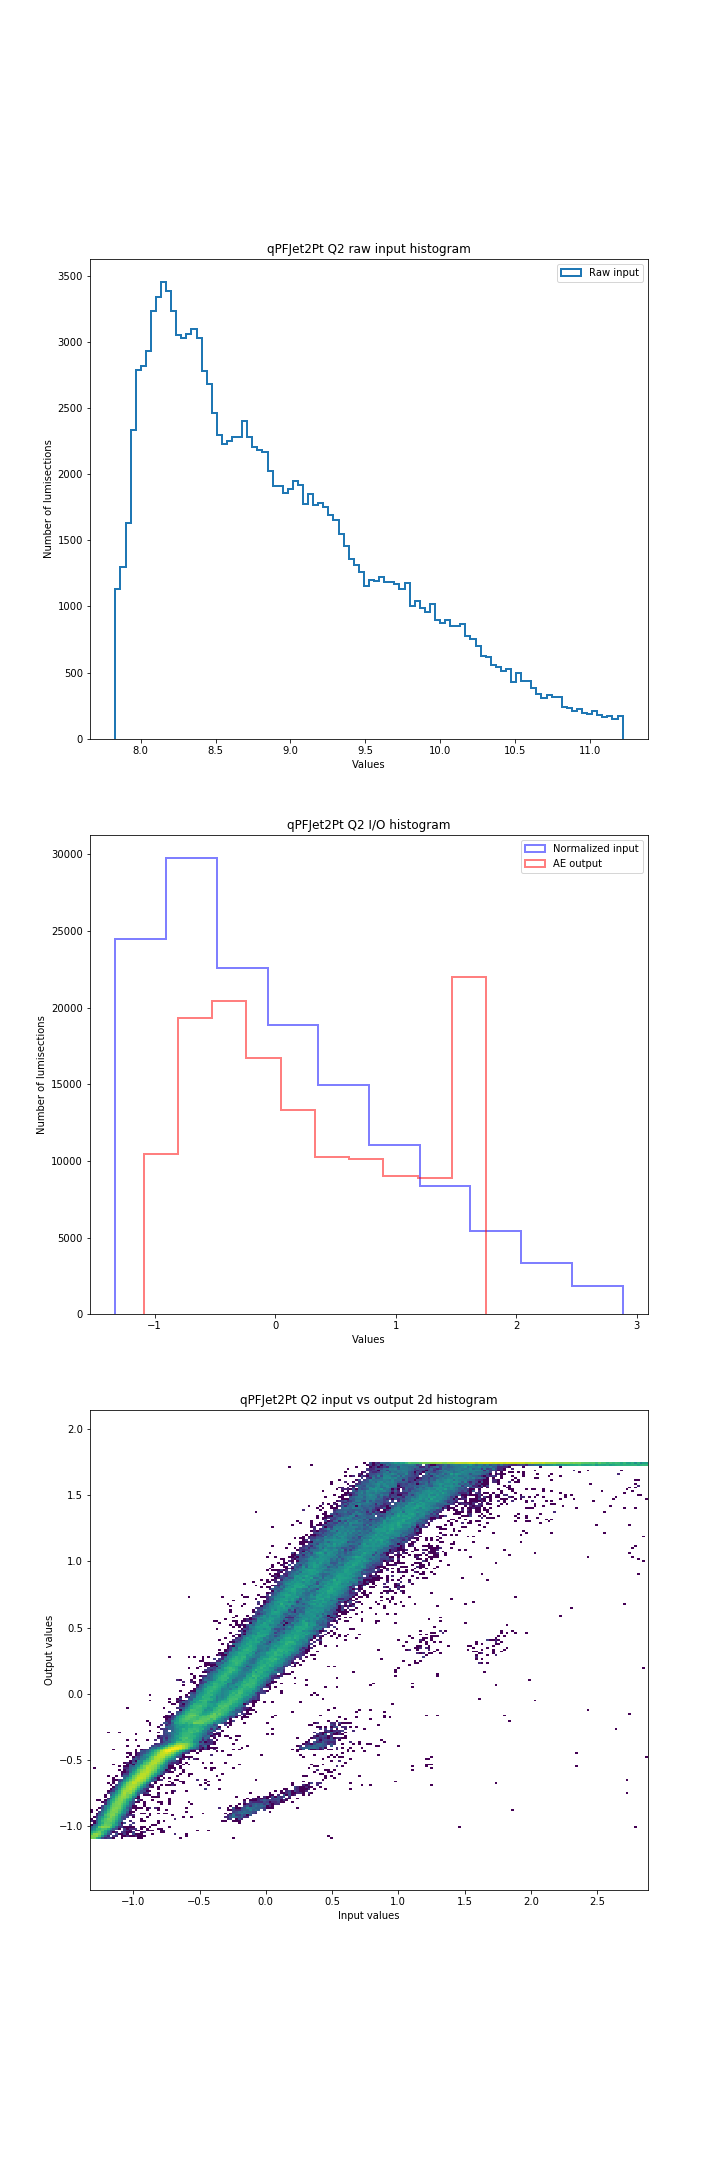 qPFJet2Pt Q2 raw input histogram
Raw input
3500
3000
2500
2000
1500
1000
500
0
Number of lumisections
8.0 8.5 9.0 9.5 10.0 10.5 11.0
Values
qPFJet2Pt Q2 I/O histogram
Normalized input
AE output
30000
25000
20000
15000
10000
5000
0
Number of lumisections
−1 0 1 2 3
Values
qPFJet2Pt Q2 input vs output 2d histogram
2.0
1.5
1.0
0.5
0.0
−0.5
−1.0
Output values
−1.0 −0.5 0.0 0.5 1.0 1.5 2.0 2.5
Input values